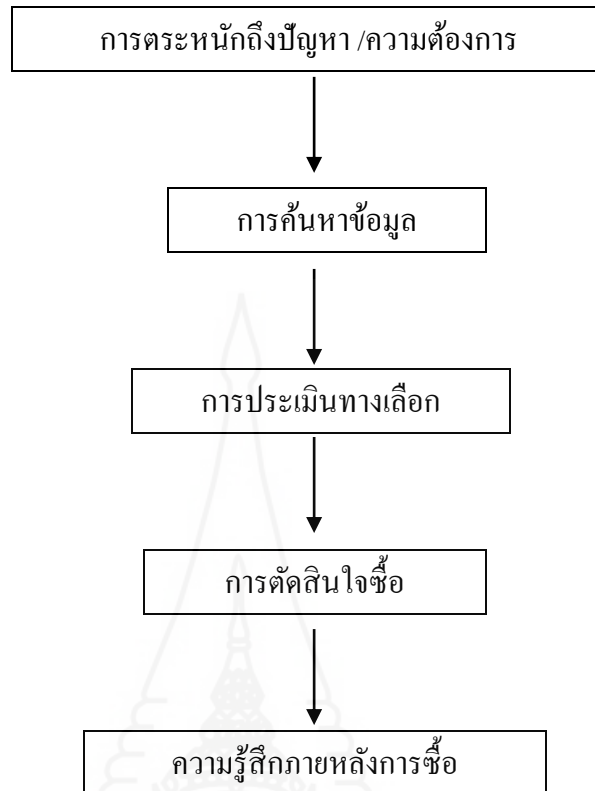 การตระหนักถึงปัญหา /ความต้องการ
การค้นหาข้อมูล
การประเมินทางเลือก
การตัดสินใจซื้อ
ความรู้สึกภายหลังการซื้อ